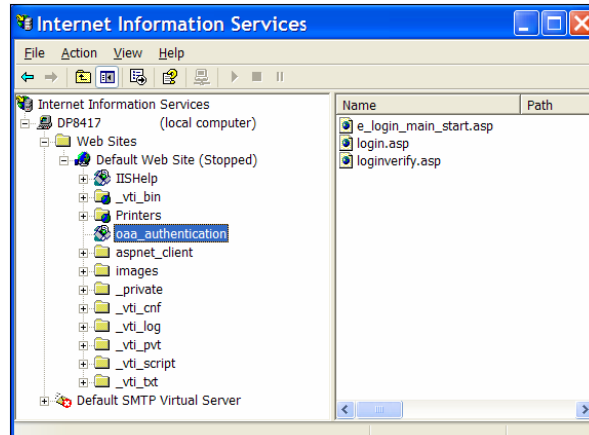 Internet Information Services
File Action View Help
Internet Information Services
DP8417 (local computer)
Web Sites
Default Web Site (Stopped)
IISHelp
_vti_bin
Printers
oaa_authentication
aspnet_client
images
_private
_vti_cnf
_vti_log
_vti_pvt
_vti_script
_vti_txt
Default SMTP Virtual Server
Name Path
e_login_main_start.asp
login.asp
loginverify.asp